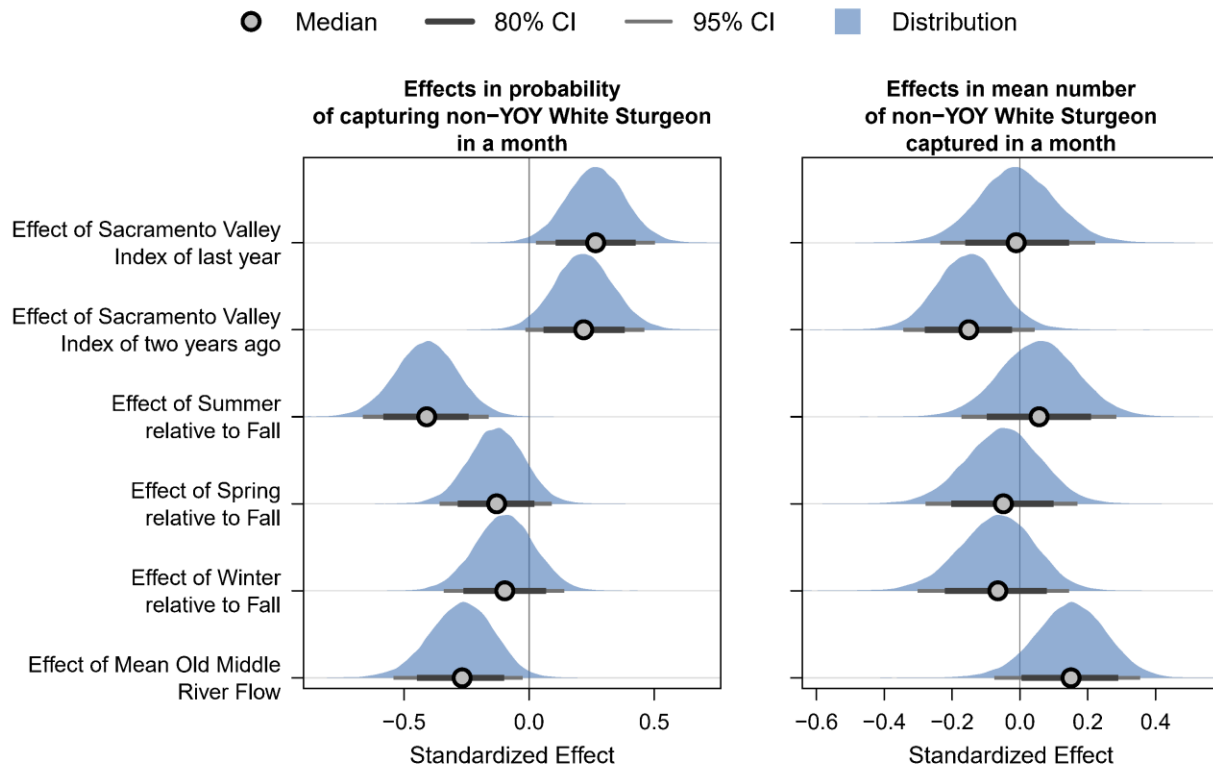 Median 80% CI 95% CI Distribution
Effects in probability
of capturing non−YOY White Sturgeon
in a month
Effects in mean number
of non−YOY White Sturgeon
captured in a month
Effect of Sacramento Valley
Index of last year
Effect of Sacramento Valley
Index of two years ago
Effect of Summer
relative to Fall
Effect of Spring
relative to Fall
Effect of Winter
relative to Fall
Effect of Mean Old Middle
River Flow
−0.5 0.0 0.5
Standardized Effect
−0.6 −0.4 −0.2 0.0 0.2 0.4
Standardized Effect